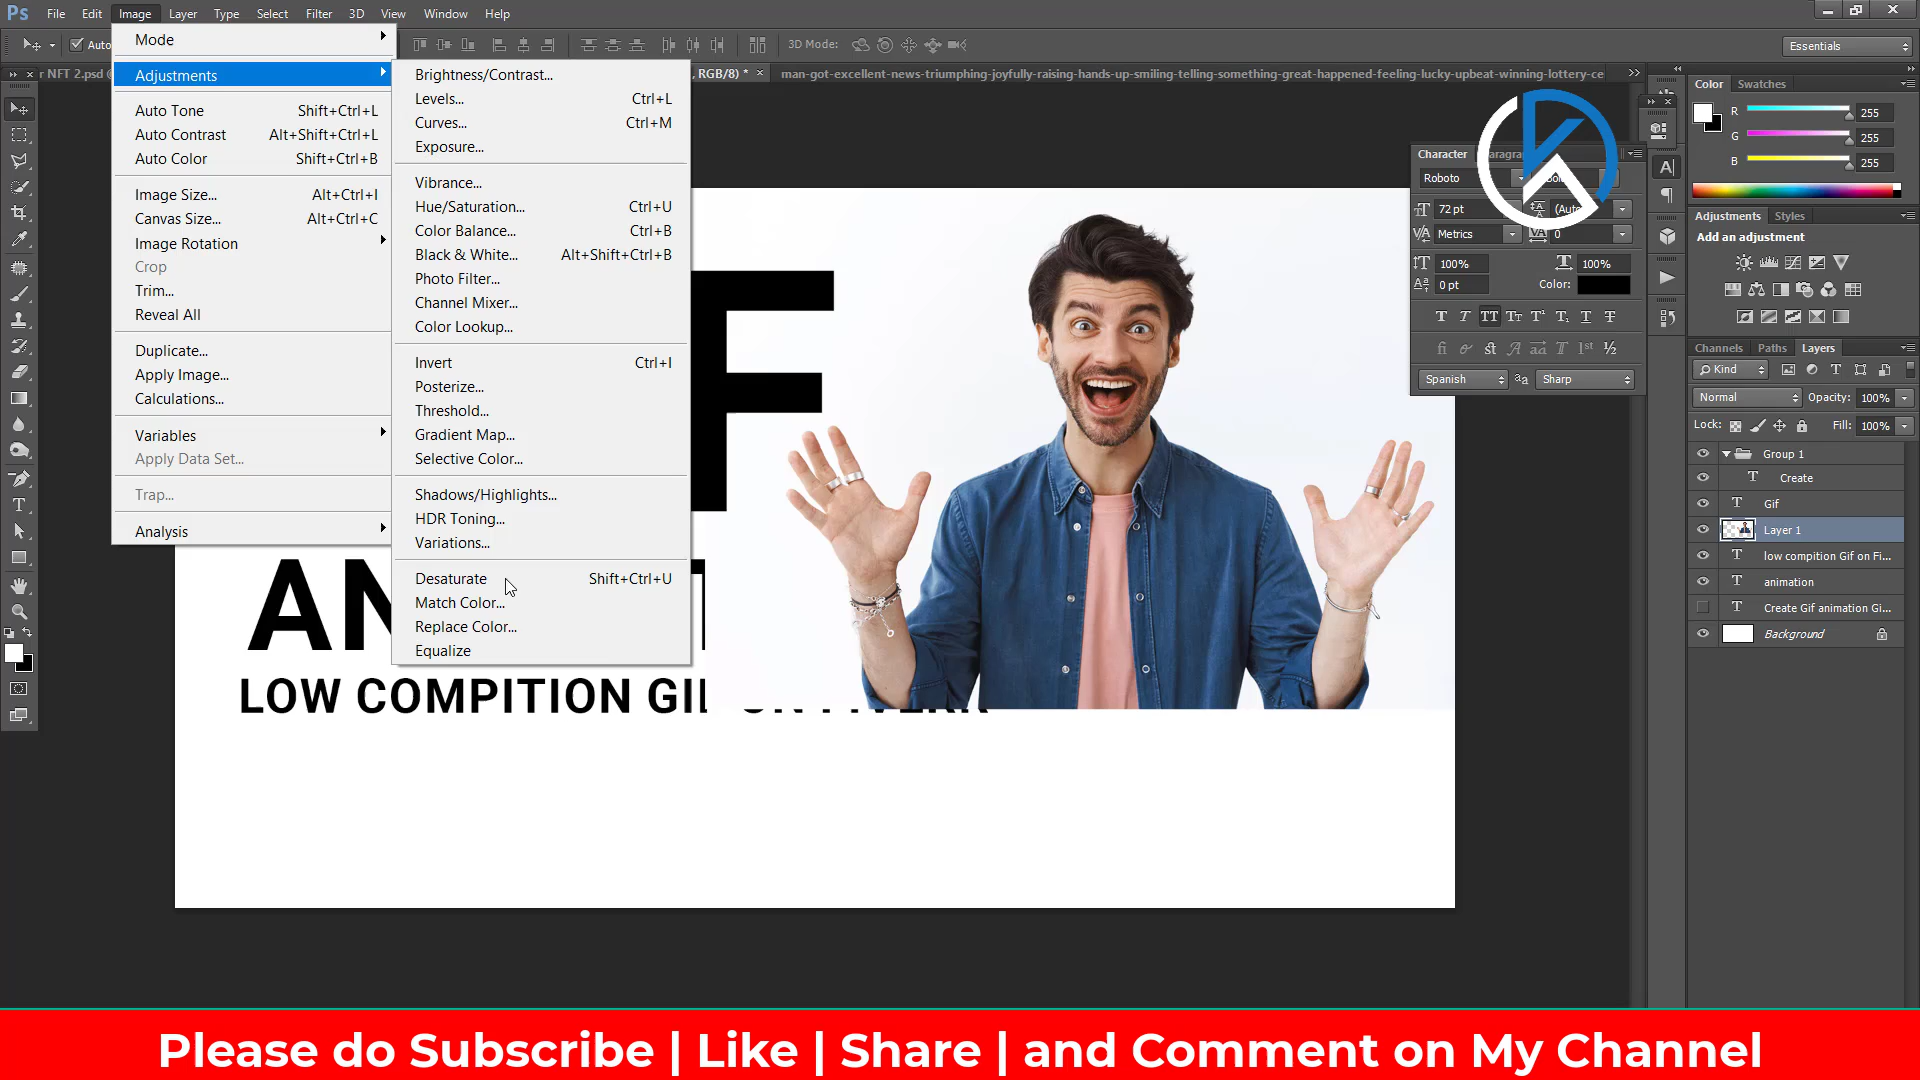 Ps File Edit Image Layer Type Select Filter 3D View Window Help
Auto 3D Mode: Essentials
r NFT 2.psd @ RGB/8) * × man-got-excellent-news-triumphing-joyfully-raising-hands-up-smiling-telling-something-great-happened-feeling-lucky-upbeat-winning-lottery-ce
Mode
Adjustments
Auto Tone Shift+Ctrl+L
Auto Contrast Alt+Shift+Ctrl+L
Auto Color Shift+Ctrl+B
Image Size... Alt+Ctrl+I
Canvas Size... Alt+Ctrl+C
Image Rotation
Crop
Trim...
Reveal All
Duplicate...
Apply Image...
Calculations...
Variables
Apply Data Set...
Trap...
Analysis
Brightness/Contrast...
Levels... Ctrl+L
Curves... Ctrl+M
Exposure...
Vibrance...
Hue/Saturation... Ctrl+U
Color Balance... Ctrl+B
Black & White... Alt+Shift+Ctrl+B
Photo Filter...
Channel Mixer...
Color Lookup...
Invert Ctrl+I
Posterize...
Threshold...
Gradient Map...
Selective Color...
Shadows/Highlights...
HDR Toning...
Variations...
Desaturate Shift+Ctrl+U
Match Color...
Replace Color...
Equalize
F
AN
LOW COMPITION GIF ON FIVERR
Character Paragra
Roboto
72 pt (Auto
Metrics 0
100% 100%
0 pt Color:
Spanish Sharp
Color Swatches
R 255
G 255
B 255
Adjustments Styles
Add an adjustment
Channels Paths Layers
Kind
Normal Opacity: 100%
Lock: Fill: 100%
Group 1
Create
Gif
Layer 1
low compition Gif on Fi...
animation
Create Gif animation Gi...
Background
Please do Subscribe | Like | Share | and Comment on My Channel